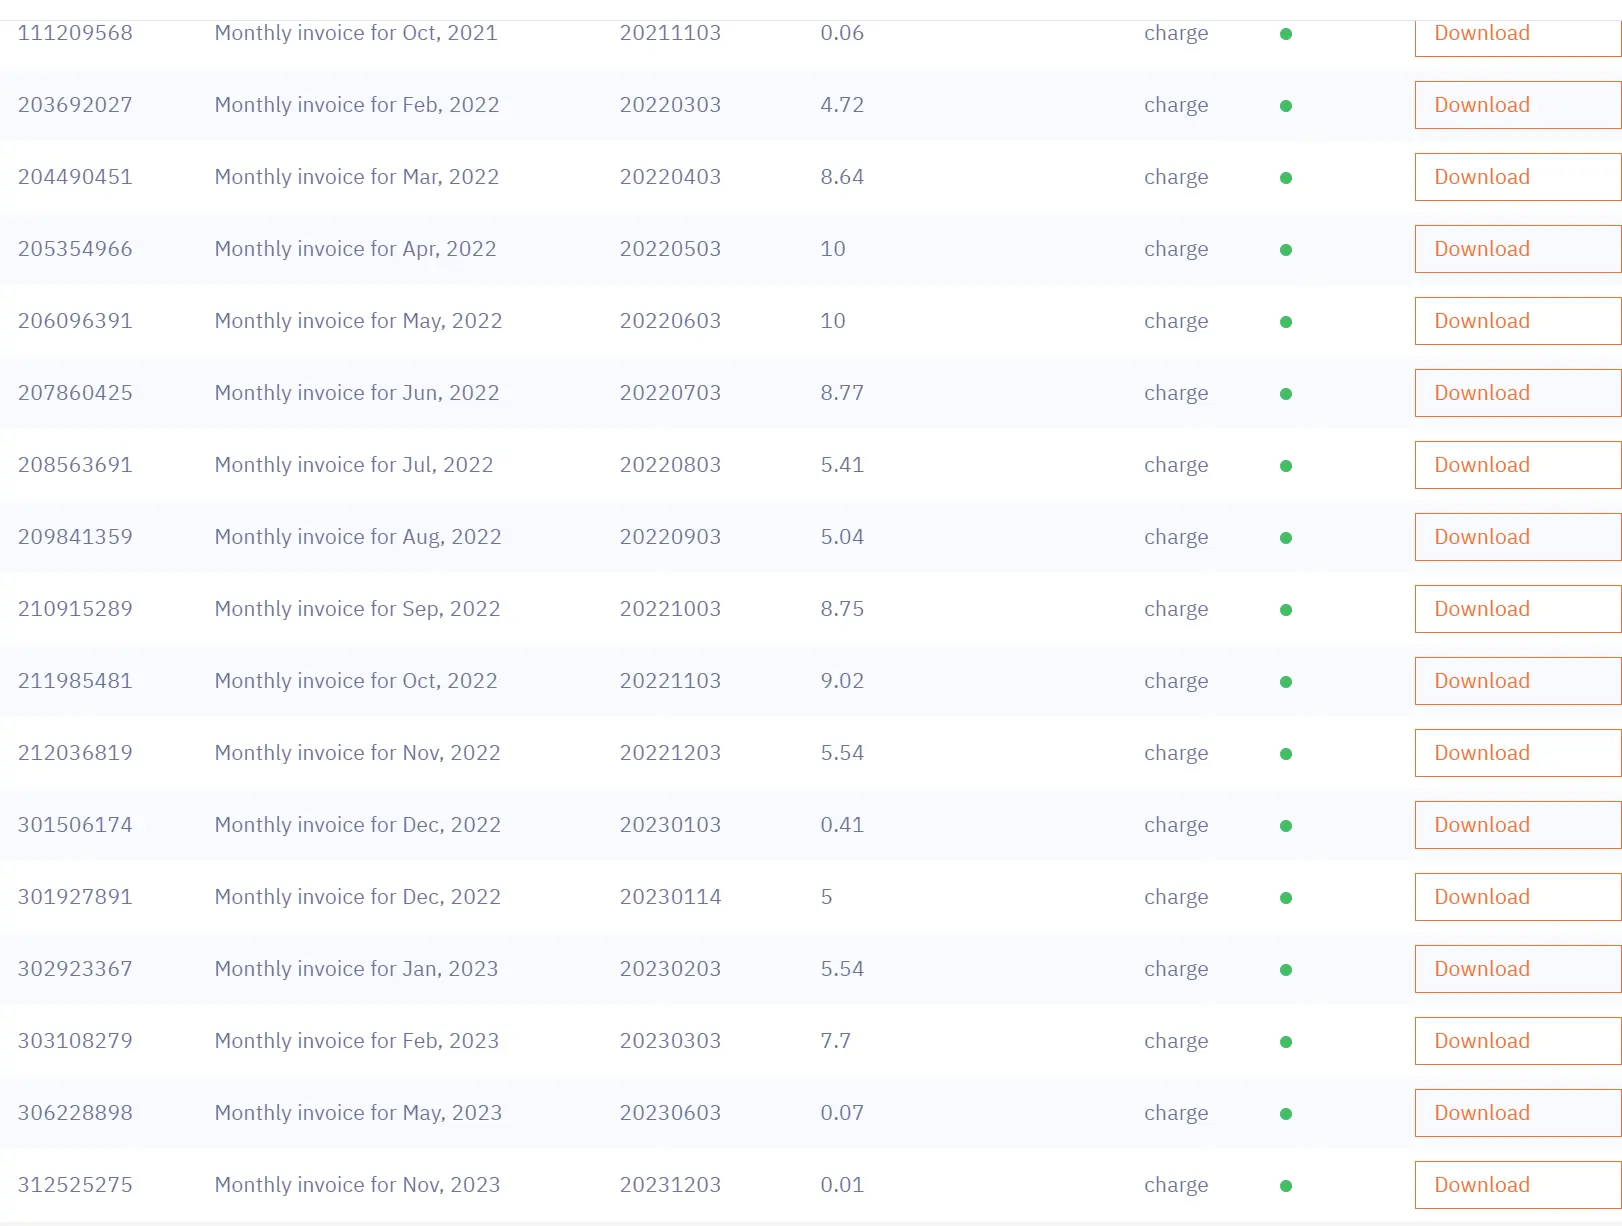 111209568 Monthly invoice for Oct, 2021 20211103 0.06 charge Download
203692027 Monthly invoice for Feb, 2022 20220303 4.72 charge Download
204490451 Monthly invoice for Mar, 2022 20220403 8.64 charge Download
205354966 Monthly invoice for Apr, 2022 20220503 10 charge Download
206096391 Monthly invoice for May, 2022 20220603 10 charge Download
207860425 Monthly invoice for Jun, 2022 20220703 8.77 charge Download
208563691 Monthly invoice for Jul, 2022 20220803 5.41 charge Download
209841359 Monthly invoice for Aug, 2022 20220903 5.04 charge Download
210915289 Monthly invoice for Sep, 2022 20221003 8.75 charge Download
211985481 Monthly invoice for Oct, 2022 20221103 9.02 charge Download
212036819 Monthly invoice for Nov, 2022 20221203 5.54 charge Download
301506174 Monthly invoice for Dec, 2022 20230103 0.41 charge Download
301927891 Monthly invoice for Dec, 2022 20230114 5 charge Download
302923367 Monthly invoice for Jan, 2023 20230203 5.54 charge Download
303108279 Monthly invoice for Feb, 2023 20230303 7.7 charge Download
306228898 Monthly invoice for May, 2023 20230603 0.07 charge Download
312525275 Monthly invoice for Nov, 2023 20231203 0.01 charge Download